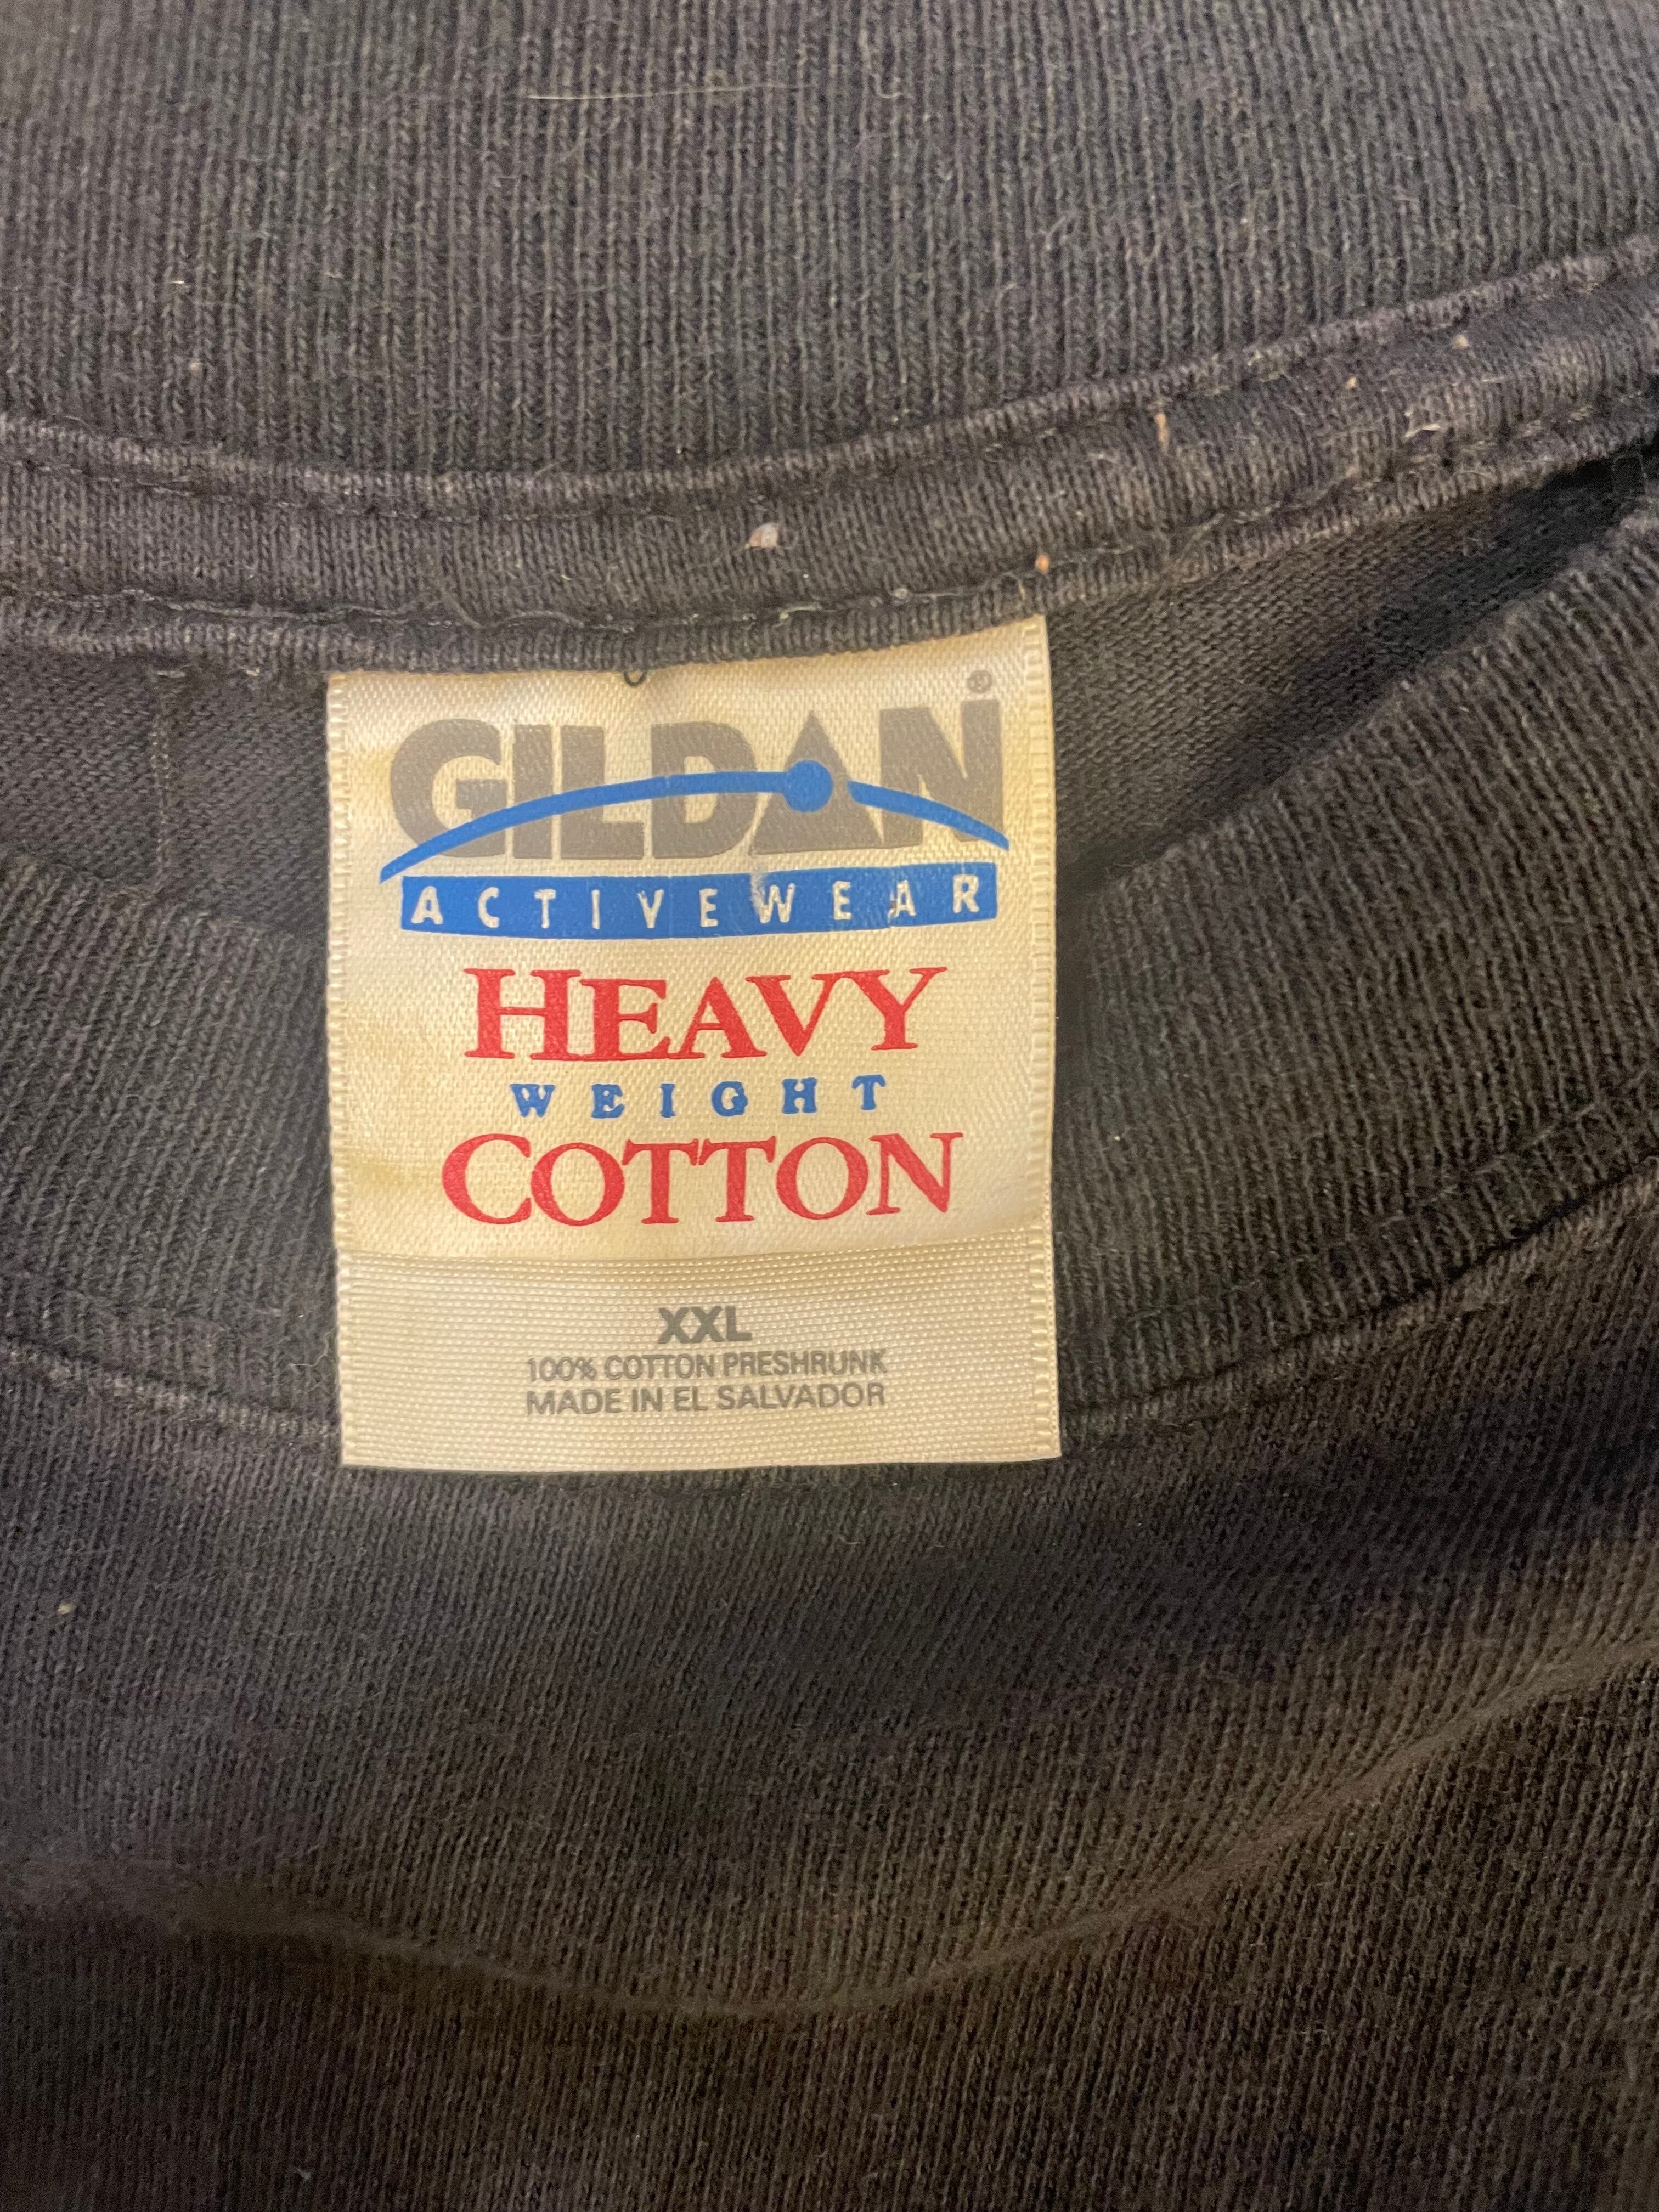 GILDAN®
ACTIVEWEAR
HEAVY
WEIGHT
COTTON
XXL
100% COTTON PRESHRUNK
MADE IN EL SALVADOR